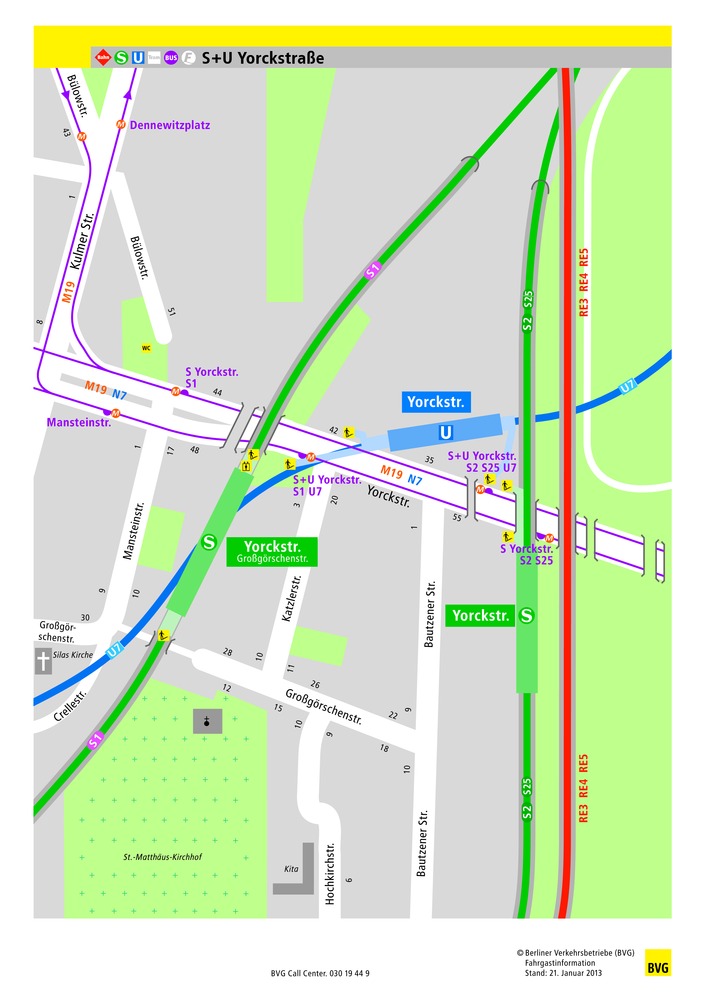 Bahn S U Tram BUS F S+U Yorckstraße
Bülowstr.
43
M
M Dennewitzplatz
1
Kulmer Str.
Bülowstr.
M19
8
51
WC
S1
S2 S25
RE3 RE4 RE5
S Yorckstr.
S1
M
44
M19 N7
Mansteinstr.
M
Yorckstr.
U
U7
42
48
17
1
M
S+U Yorckstr.
S1 U7
M19 N7
35
S+U Yorckstr.
S2 S25 U7
M
Yorckstr.
55
3
20
1
S Yorckstr.
S2 S25
M
S
Yorckstr.
Großgörschenstr.
Mansteinstr.
9
10
Katzlerstr.
Bautzener Str.
Yorckstr.
S
30
Großgör-
schenstr.
Silas Kirche
U7
Crellestr.
28
12
10
11
26
15
Großgörschenstr.
22
9
18
10
10
9
S1
S2 S25
RE3 RE4 RE5
St.-Matthäus-Kirchhof
Kita
Hochkirchstr.
6
Bautzener Str.
© Berliner Verkehrsbetriebe (BVG)
Fahrgastinformation
Stand: 21. Januar 2013
BVG Call Center. 030 19 44 9
BVG